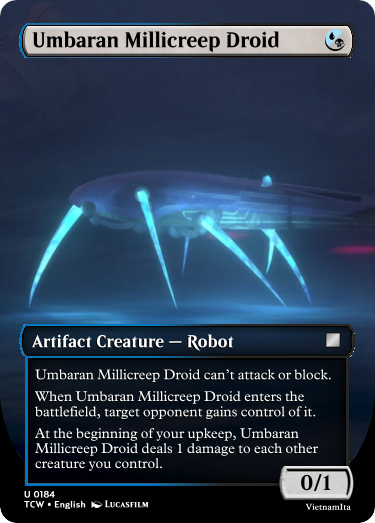 Umbaran Millicreep Droid
Artifact Creature — Robot
Umbaran Millicreep Droid can't attack or block.
When Umbaran Millicreep Droid enters the
battlefield, target opponent gains control of it.
At the beginning of your upkeep, Umbaran
Millicreep Droid deals 1 damage to each other
creature you control.
0/1
U 0184
TCW • English LUCASFILM
VietnamIta